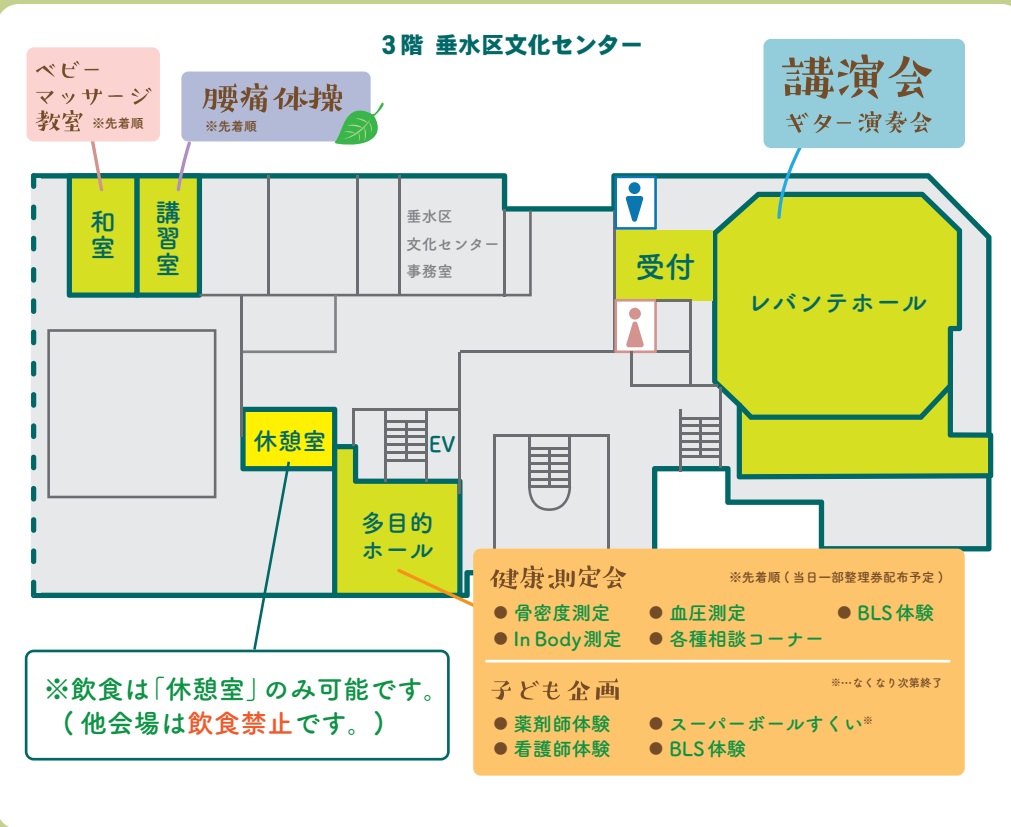 3階 垂水区文化センター
ベビー
マッサージ
教室 ※先着順
腰痛体操
※先着順
講演会
ギター演奏会
和室
講習室
垂水区
文化センター
事務室
受付
レバンテホール
休憩室
EV
多目的
ホール
健康測定会 ※先着順(当日一部整理券配布予定)
● 骨密度測定 ● 血圧測定 ● BLS体験
● In Body測定 ● 各種相談コーナー
子ども企画 ※…なくなり次第終了
● 薬剤師体験 ● スーパーボールすくい※
● 看護師体験 ● BLS体験
※飲食は「休憩室」のみ可能です。
(他会場は飲食禁止です。)